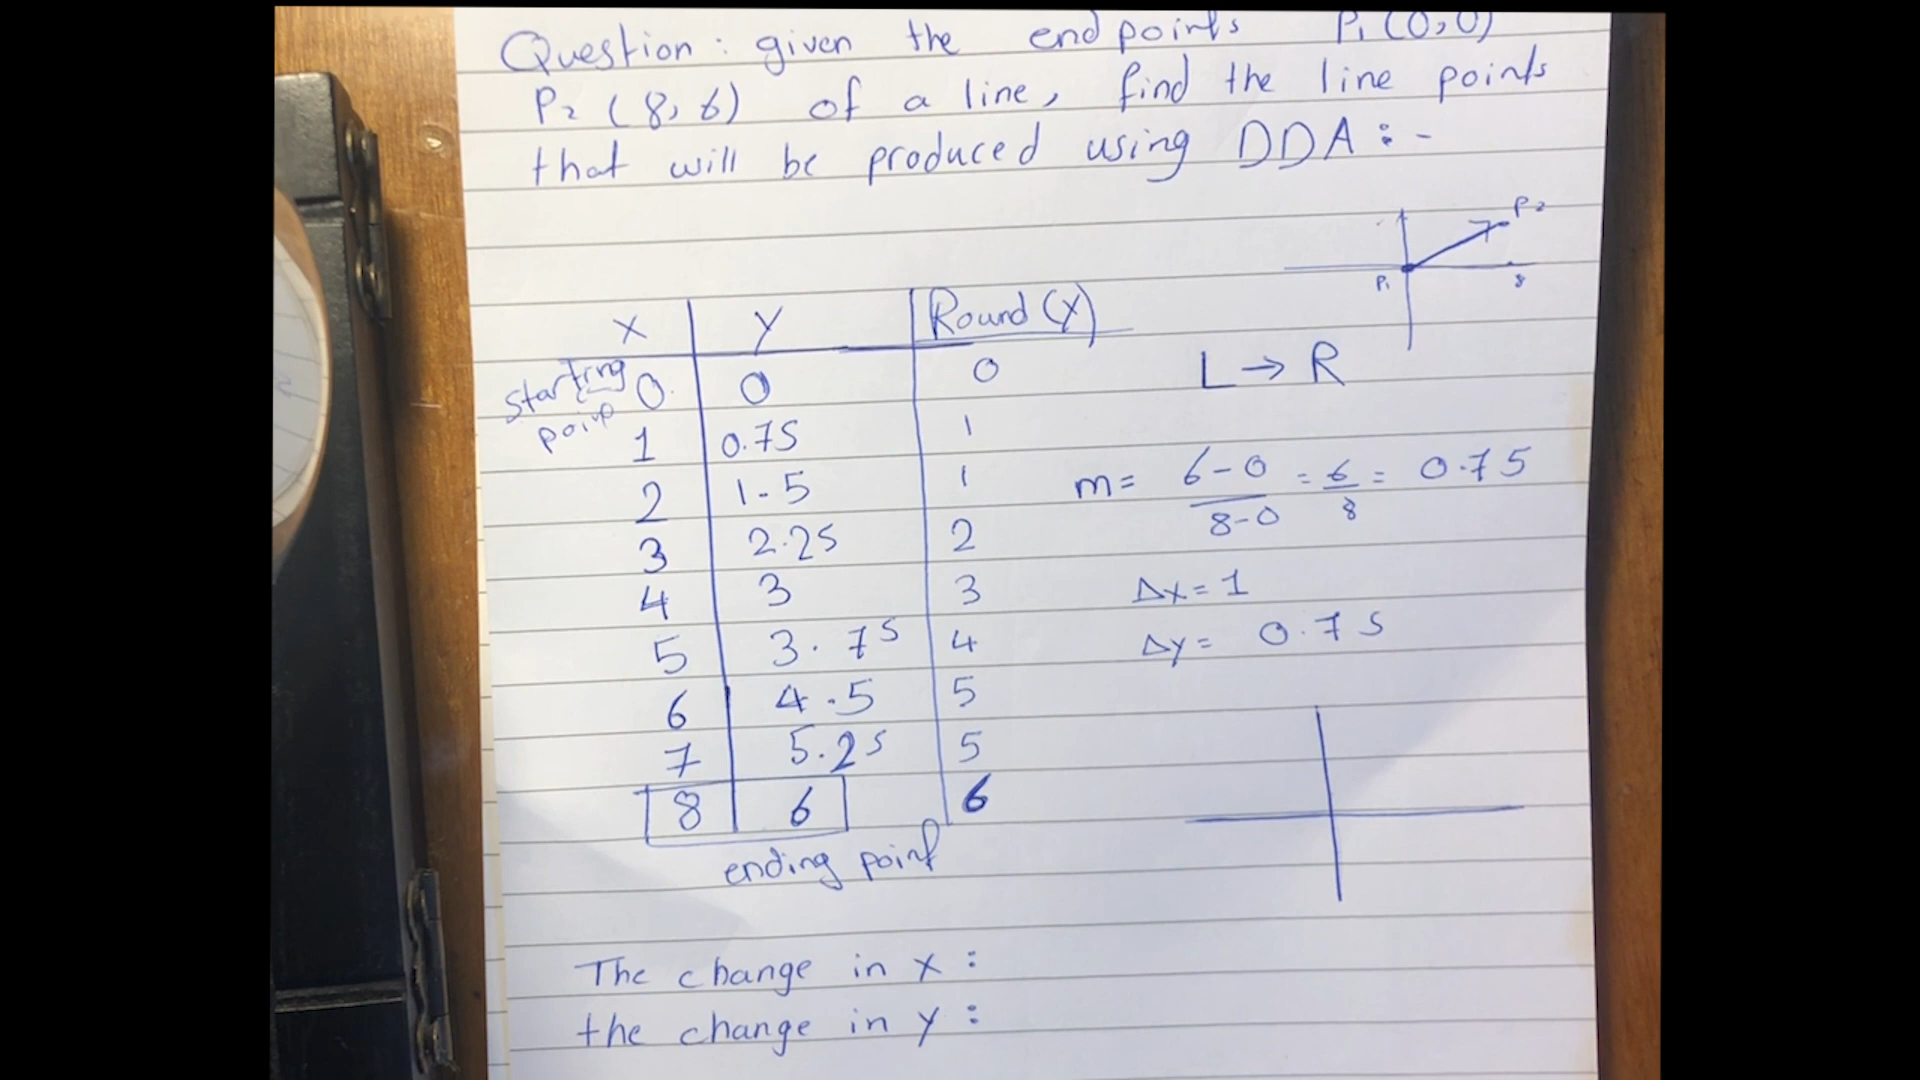 Question : given the endpoints P1 (0,0)
P2 (8,6) of a line, find the line points
that will be produced using DDA : -
P2
P1 8
X Y Round (Y)
starting point 0 0 0
L → R
1 0.75 1
2 1.5 1
m = 6-0 / 8-0 = 6/8 = 0.75
3 2.25 2
4 3 3
Δx = 1
5 3.75 4
Δy = 0.75
6 4.5 5
7 5.25 5
8 6 6
ending point
The change in x :
the change in y :